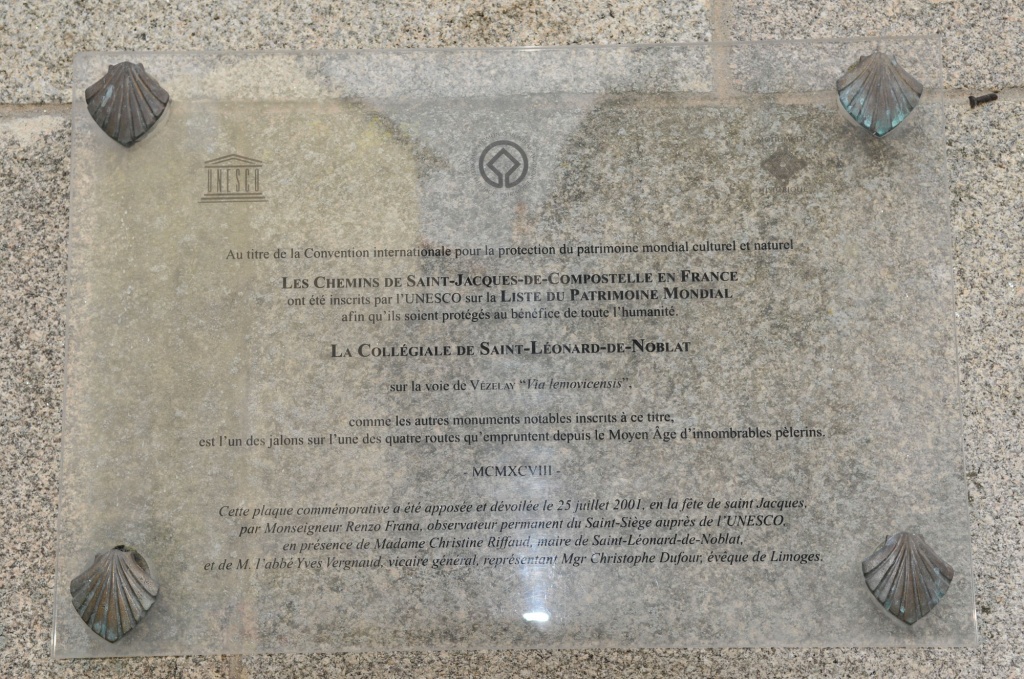 UNESCO
Au titre de la Convention internationale pour la protection du patrimoine mondial culturel et naturel
LES CHEMINS DE SAINT-JACQUES-DE-COMPOSTELLE EN FRANCE
ont été inscrits par l'UNESCO sur la LISTE DU PATRIMOINE MONDIAL
afin qu'ils soient protégés au bénéfice de toute l'humanité.
LA COLLÉGIALE DE SAINT-LÉONARD-DE-NOBLAT
sur la voie de VÉZELAY "Via lemovicensis",
comme les autres monuments notables inscrits à ce titre,
est l'un des jalons sur l'une des quatre routes qu'empruntent depuis le Moyen Âge d'innombrables pèlerins.
- MCMXCVIII -
Cette plaque commémorative a été apposée et dévoilée le 25 juillet 2001, en la fête de saint Jacques,
par Monseigneur Renzo Frana, observateur permanent du Saint-Siège auprès de l'UNESCO,
en présence de Madame Christine Riffaud, maire de Saint-Léonard-de-Noblat,
et de M. l'abbé Yves Vergnaud, vicaire général, représentant Mgr Christophe Dufour, évêque de Limoges.